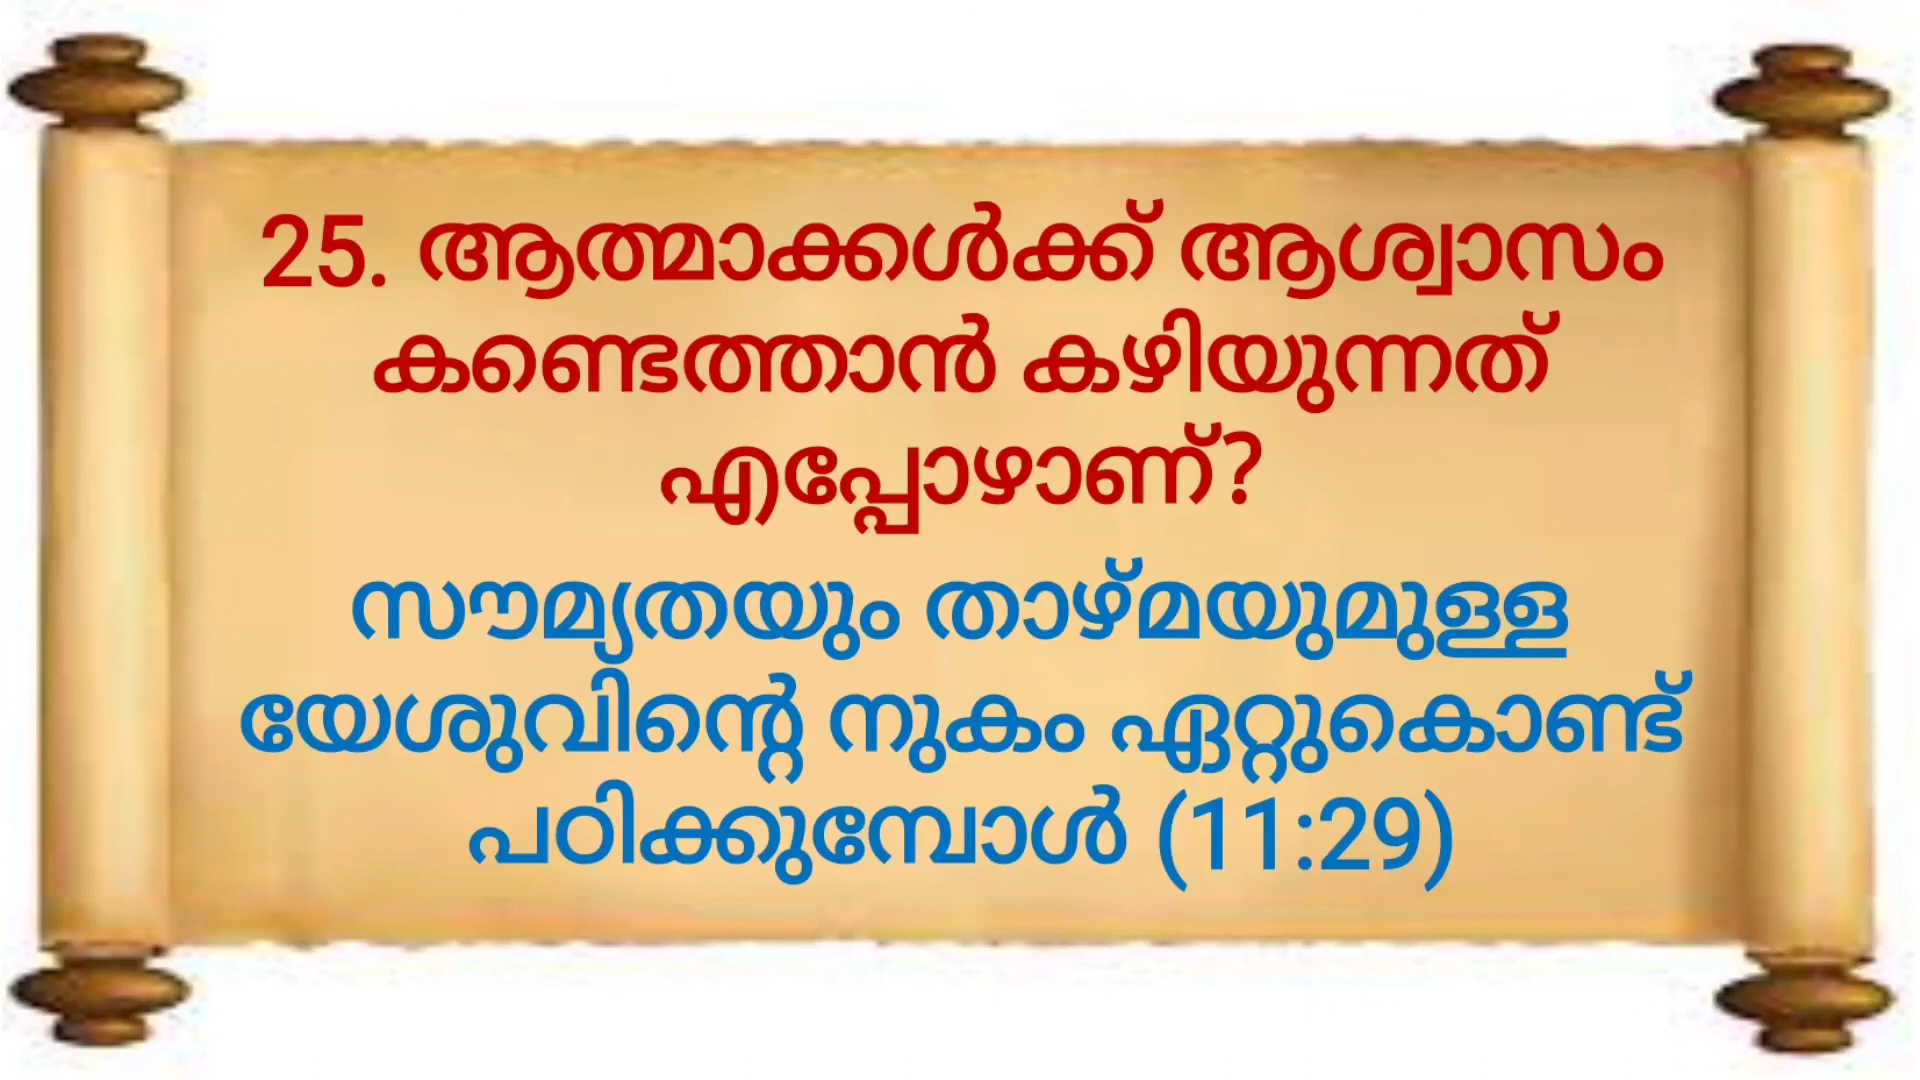 25. ആത്മാക്കൾക്ക് ആശ്വാസം
കണ്ടെത്താൻ കഴിയുന്നത്
എപ്പോഴാണ്?
സൗമ്യതയും താഴ്മയുമുള്ള
യേശുവിന്റെ നുകം ഏറ്റുകൊണ്ട്
പഠിക്കുമ്പോൾ (11:29)